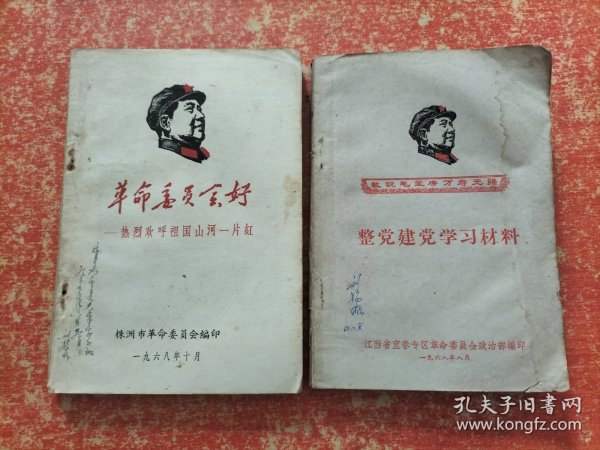 革命委员会好
——热烈欢呼祖国山河一片红
株洲市革命委员会编印
一九六八年十月
敬祝毛主席万寿无疆
整党建党学习材料
江西省宜春专区革命委员会政治部编印
一九六八年八月
孔夫子旧书网
www.kongfz.com